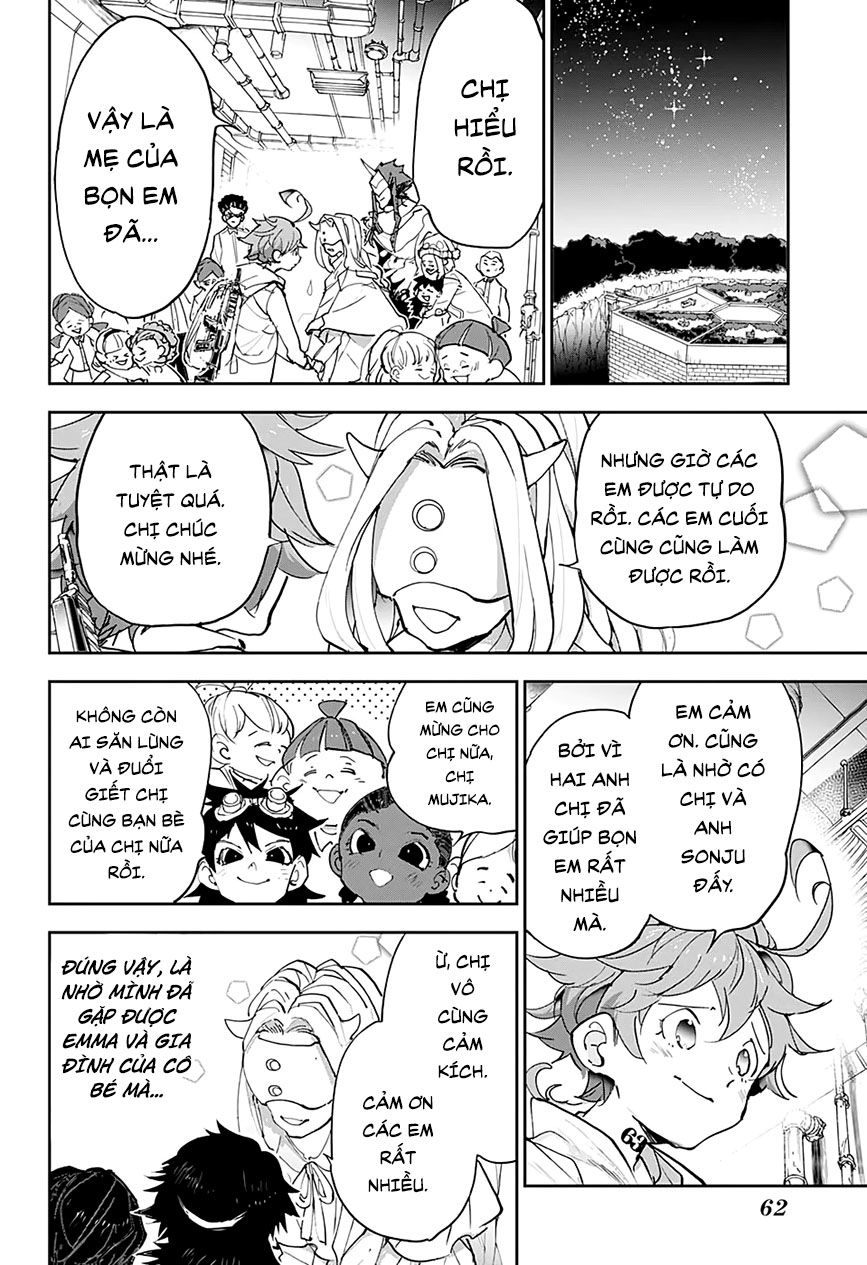 CHỊ
HIỂU
RỒI.
VẬY LÀ
MẸ CỦA
BỌN EM
ĐÃ...
NHƯNG GIỜ CÁC
EM ĐƯỢC TỰ DO
RỒI. CÁC EM CUỐI
CÙNG CŨNG LÀM
ĐƯỢC RỒI.
THẬT LÀ
TUYỆT QUÁ.
CHỊ CHÚC
MỪNG NHÉ.
EM CẢM
ƠN. CŨNG
LÀ NHỜ CÓ
CHỊ VÀ
ANH
SONJU
ĐẤY.
BỞI VÌ
HAI ANH
CHỊ ĐÃ
GIÚP BỌN
EM RẤT
NHIỀU
MÀ.
63
EM CŨNG
MỪNG CHO
CHỊ NỮA,
CHỊ
MUJIKA.
KHÔNG CÒN
AI SĂN LÙNG
VÀ ĐUỔI
GIẾT CHỊ
CÙNG BẠN BÈ
CỦA CHỊ NỮA
RỒI.
Ừ, CHỊ
VÔ
CÙNG
CẢM
KÍCH.
CẢM ƠN
CÁC EM
RẤT
NHIỀU.
ĐÚNG VẬY, LÀ
NHỜ MÌNH ĐÃ
GẶP ĐƯỢC
EMMA VÀ GIA
ĐÌNH CỦA CÔ
BÉ MÀ...
62